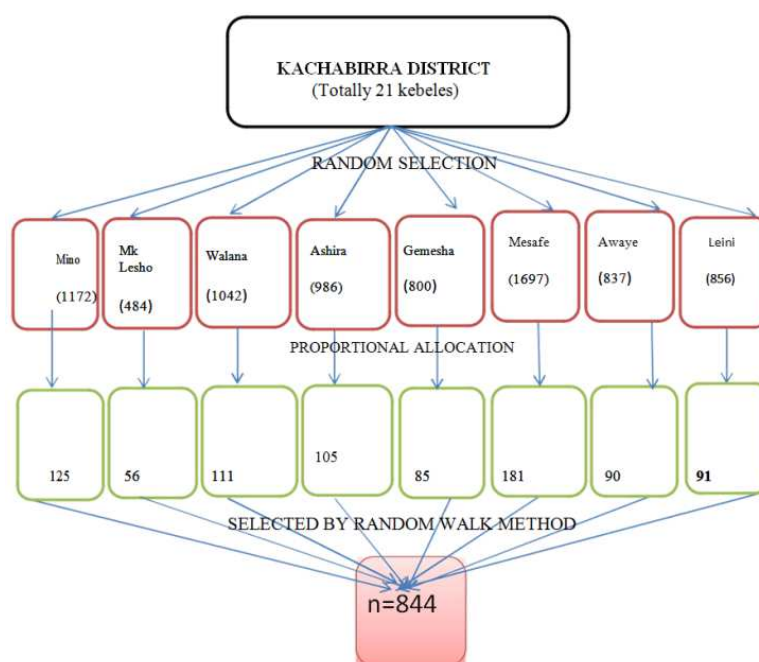 KACHABIRRA DISTRICT
(Totally 21 kebeles)
RANDOM SELECTION
Mino
(1172)
Mk
Lesho
(484)
Walana
(1042)
Ashira
(986)
Gemesha
(800)
Mesafe
(1697)
Awaye
(837)
Leini
(856)
PROPORTIONAL ALLOCATION
125
56
111
105
85
181
90
91
SELECTED BY RANDOM WALK METHOD
n=844